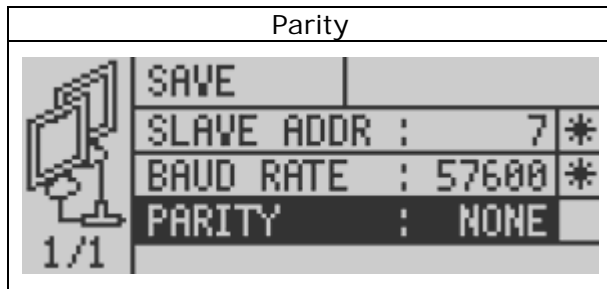 Parity
SAVE
SLAVE ADDR : 7 *
BAUD RATE : 57600 *
PARITY : NONE
1/1